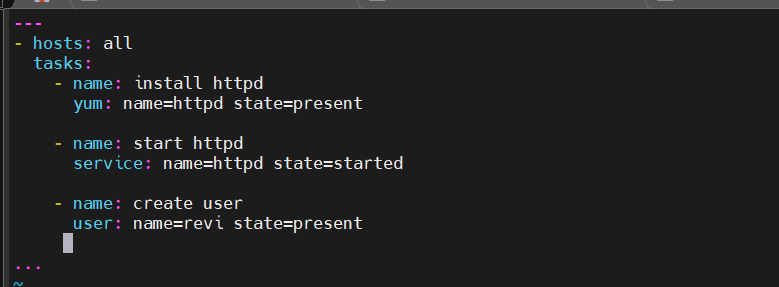 ---
- hosts: all
  tasks:
    - name: install httpd
      yum: name=httpd state=present

    - name: start httpd
      service: name=httpd state=started

    - name: create user
      user: name=revi state=present

...
~